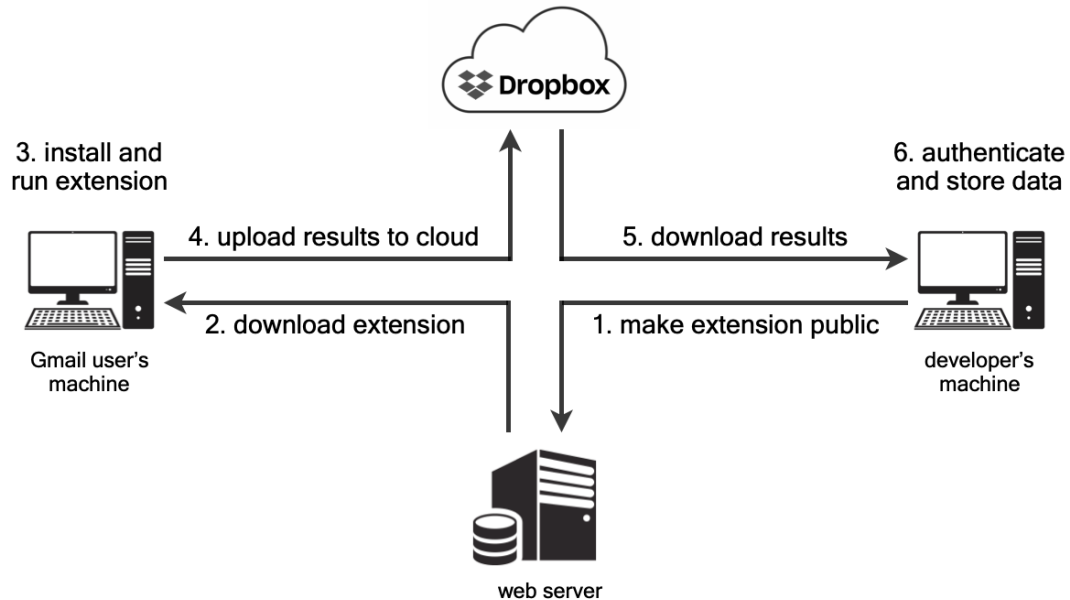 Dropbox
3. install and
run extension
6. authenticate
and store data
4. upload results to cloud
5. download results
2. download extension
1. make extension public
Gmail user's
machine
developer's
machine
web server